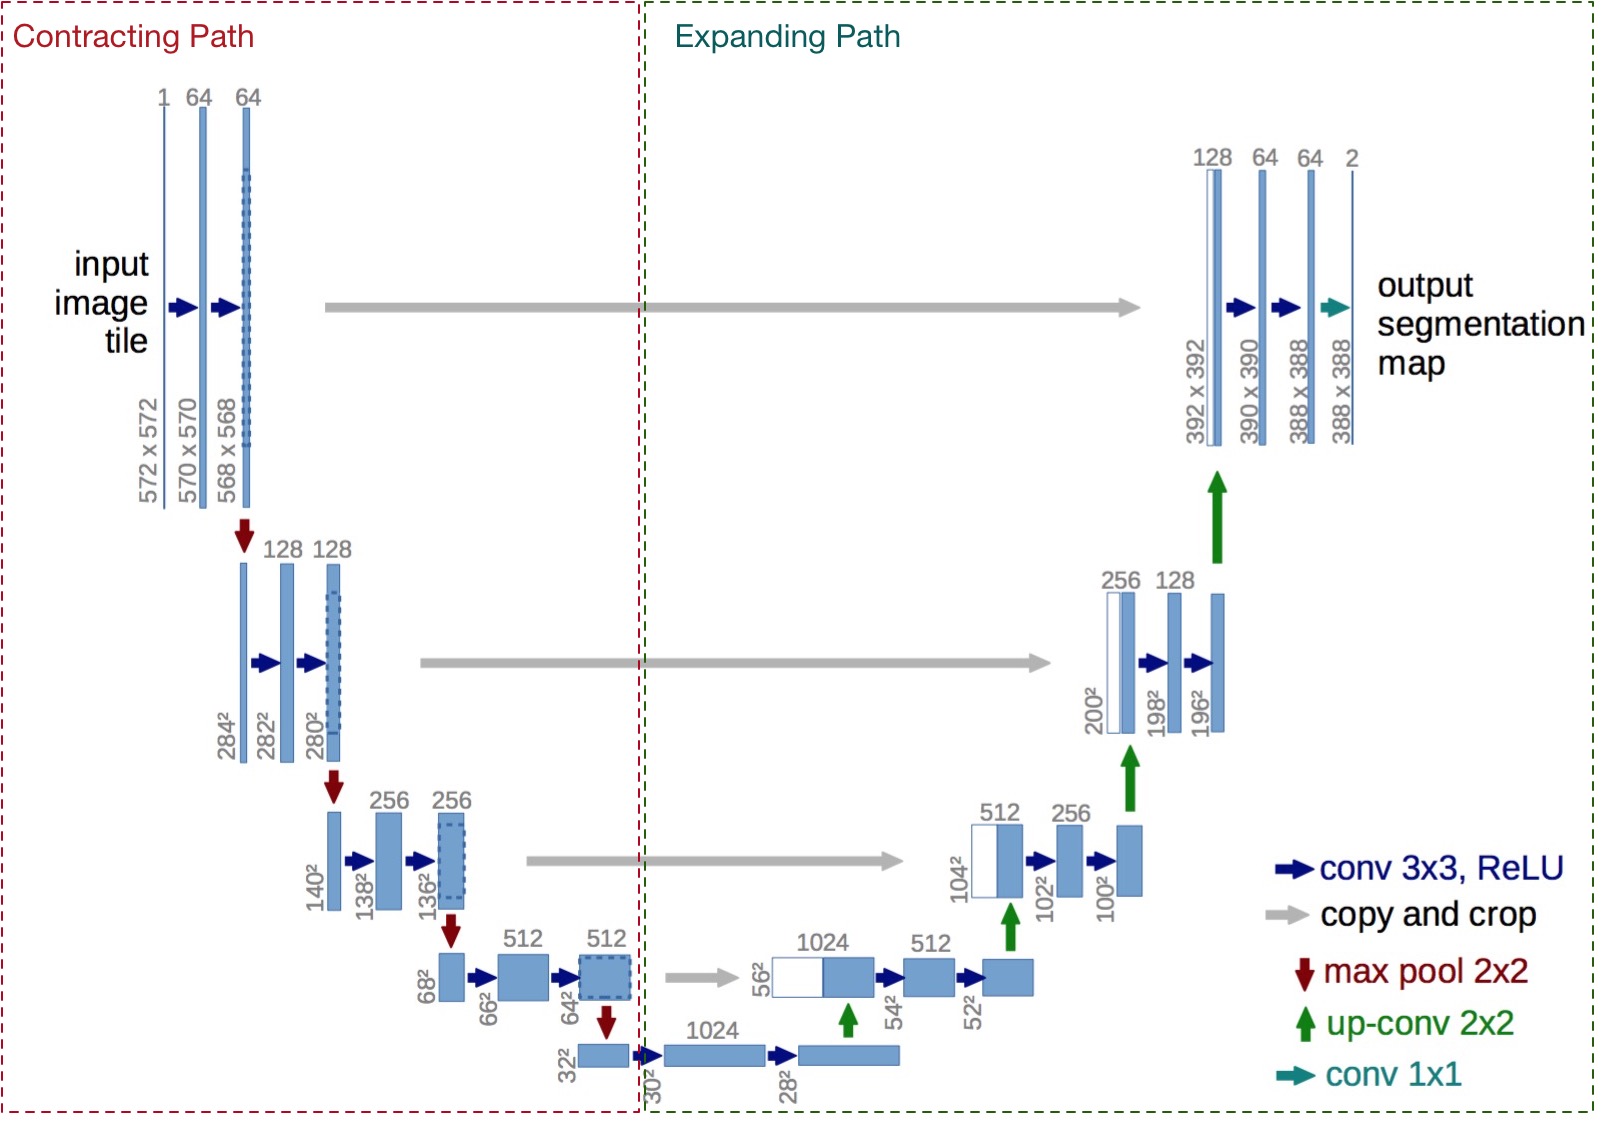 Contracting Path
Expanding Path
1 64 64
input
image
tile
572 x 572
570 x 570
568 x 568
128 64 64 2
392 x 392
390 x 390
388 x 388
388 x 388
output
segmentation
map
128 128
284²
282²
280²
256 128
200²
198²
196²
256 256
140²
138²
136²
512 256
104²
102²
100²
512 512
68²
66²
64²
1024 512
56²
54²
52²
1024
32²
30²
28²
conv 3x3, ReLU
copy and crop
max pool 2x2
up-conv 2x2
conv 1x1